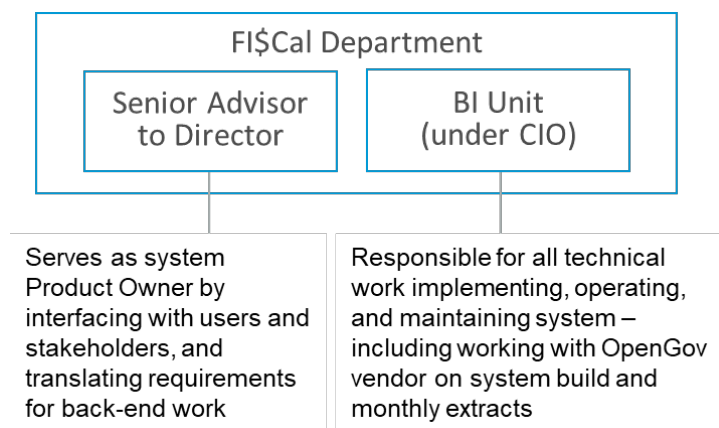 FI$Cal Department
Senior Advisor
to Director
BI Unit
(under CIO)
Serves as system
Product Owner by
interfacing with users and
stakeholders, and
translating requirements
for back-end work
Responsible for all technical
work implementing, operating,
and maintaining system –
including working with OpenGov
vendor on system build and
monthly extracts